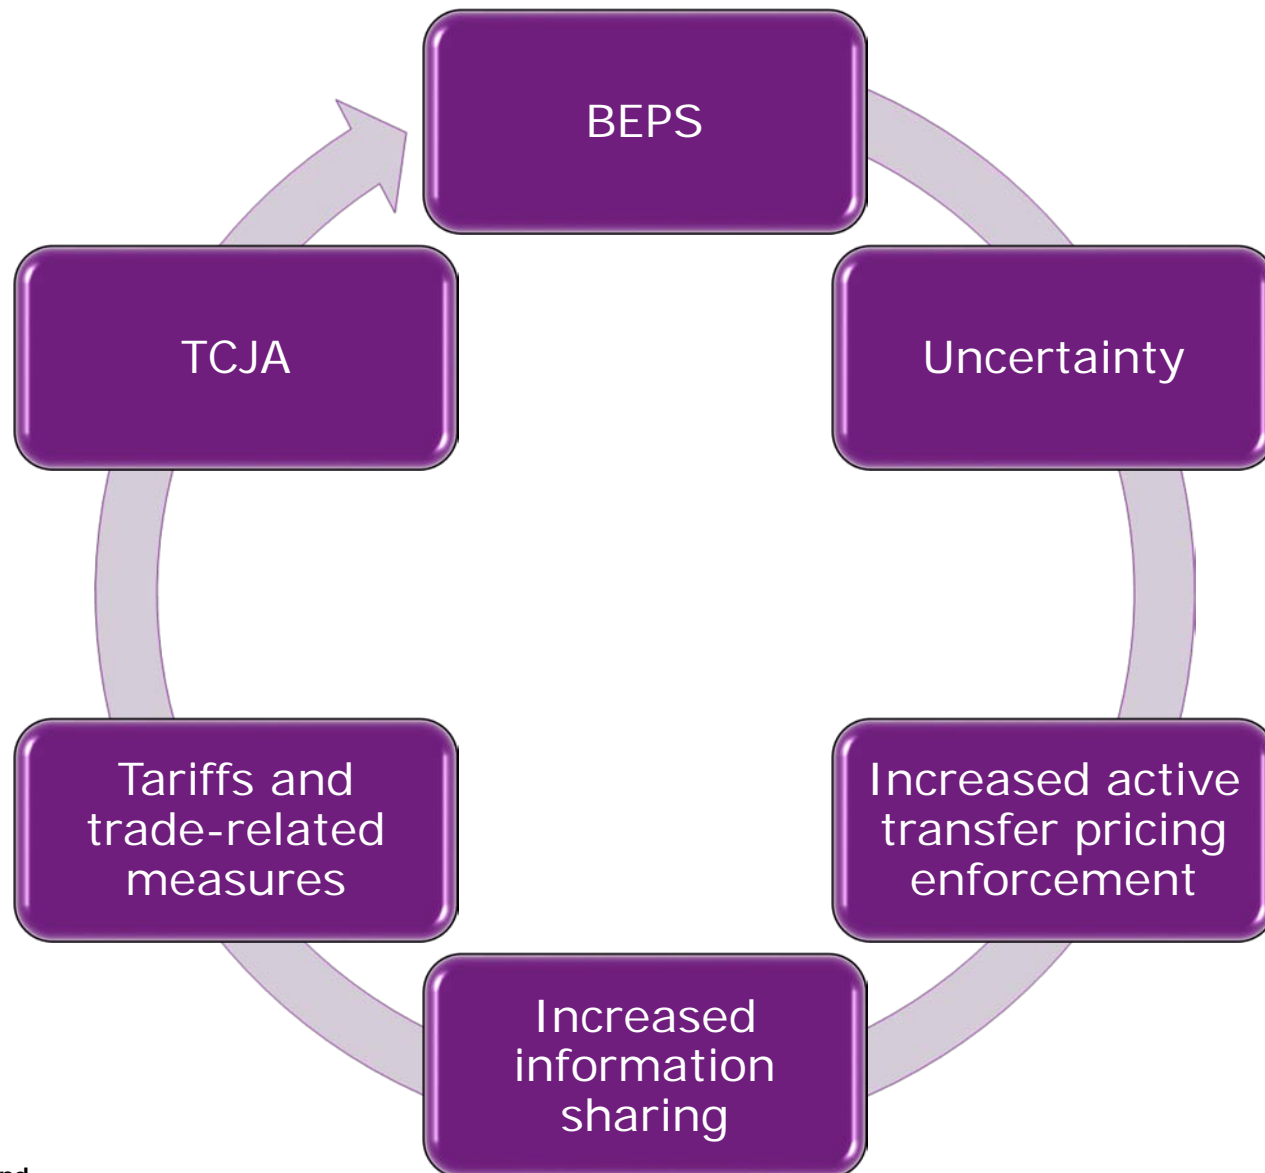 BEPS
Uncertainty
Increased active
transfer pricing
enforcement
Increased
information
sharing
Tariffs and
trade-related
measures
TCJA